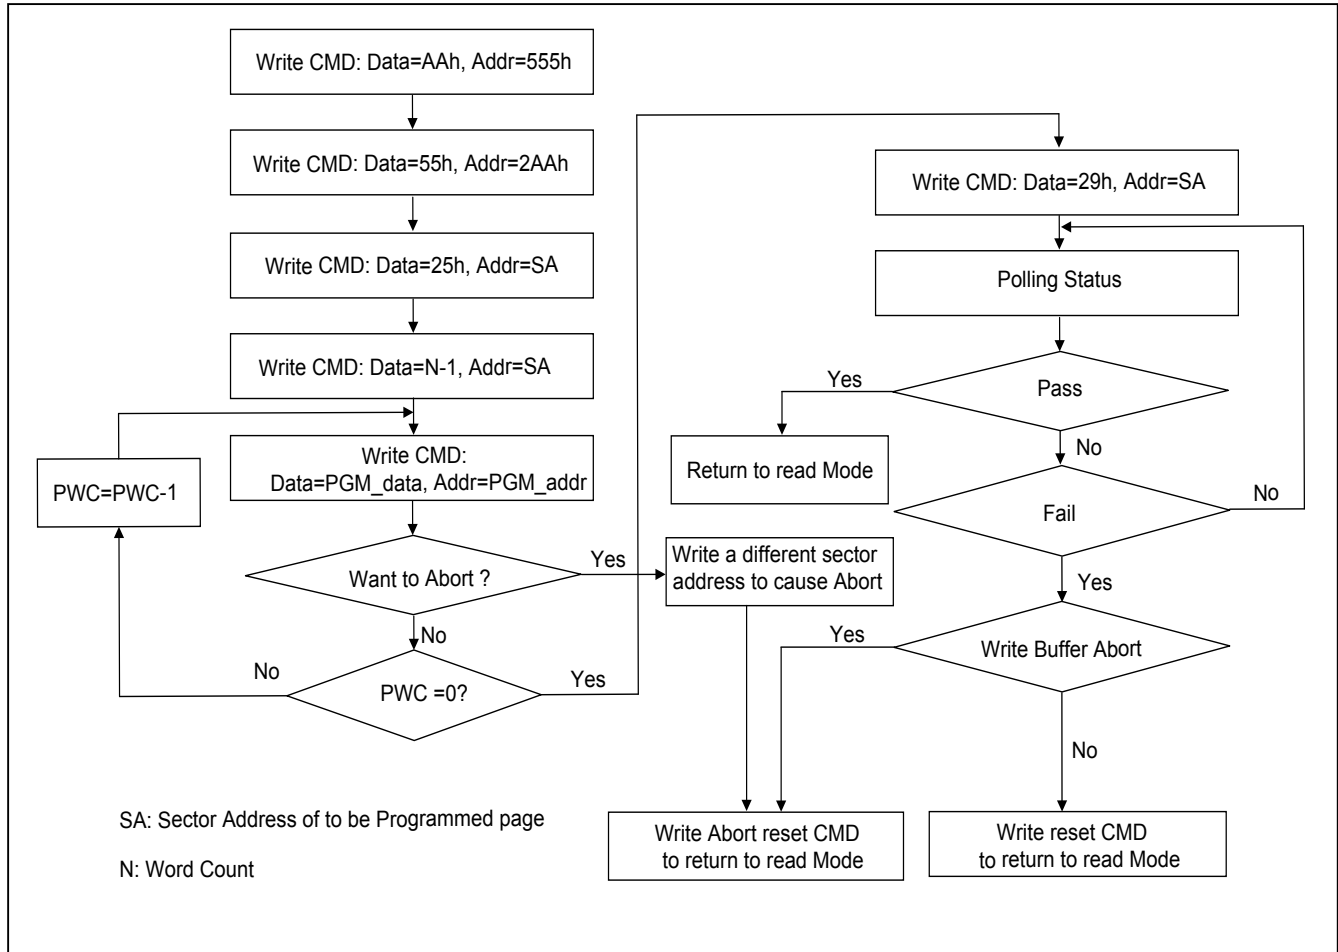 Write CMD: Data=AAh, Addr=555h
Write CMD: Data=55h, Addr=2AAh
Write CMD: Data=25h, Addr=SA
Write CMD: Data=N-1, Addr=SA
Write CMD:
Data=PGM_data, Addr=PGM_addr
PWC=PWC-1
Want to Abort ?
Yes
No
PWC =0?
No
Yes
Write a different sector
address to cause Abort
Write CMD: Data=29h, Addr=SA
Polling Status
Pass
Yes
Return to read Mode
No
Fail
No
Yes
Write Buffer Abort
Yes
No
Write Abort reset CMD
to return to read Mode
Write reset CMD
to return to read Mode
SA: Sector Address of to be Programmed page
N: Word Count